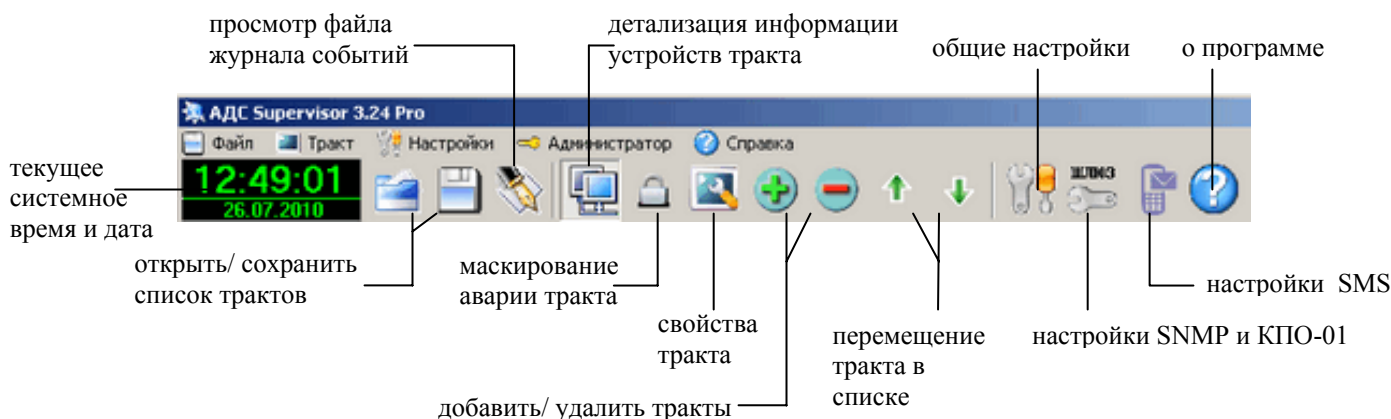 просмотр файла
журнала событий
детализация информации
устройств тракта
общие настройки
о программе
АДС Supervisor 3.24 Pro
Файл Тракт Настройки Администратор Справка
текущее
системное
время и дата
12:49:01
26.07.2010
шлюз
открыть/ сохранить
список трактов
маскирование
аварии тракта
свойства
тракта
перемещение
тракта в
списке
настройки SMS
настройки SNMP и КПО-01
добавить/ удалить тракты